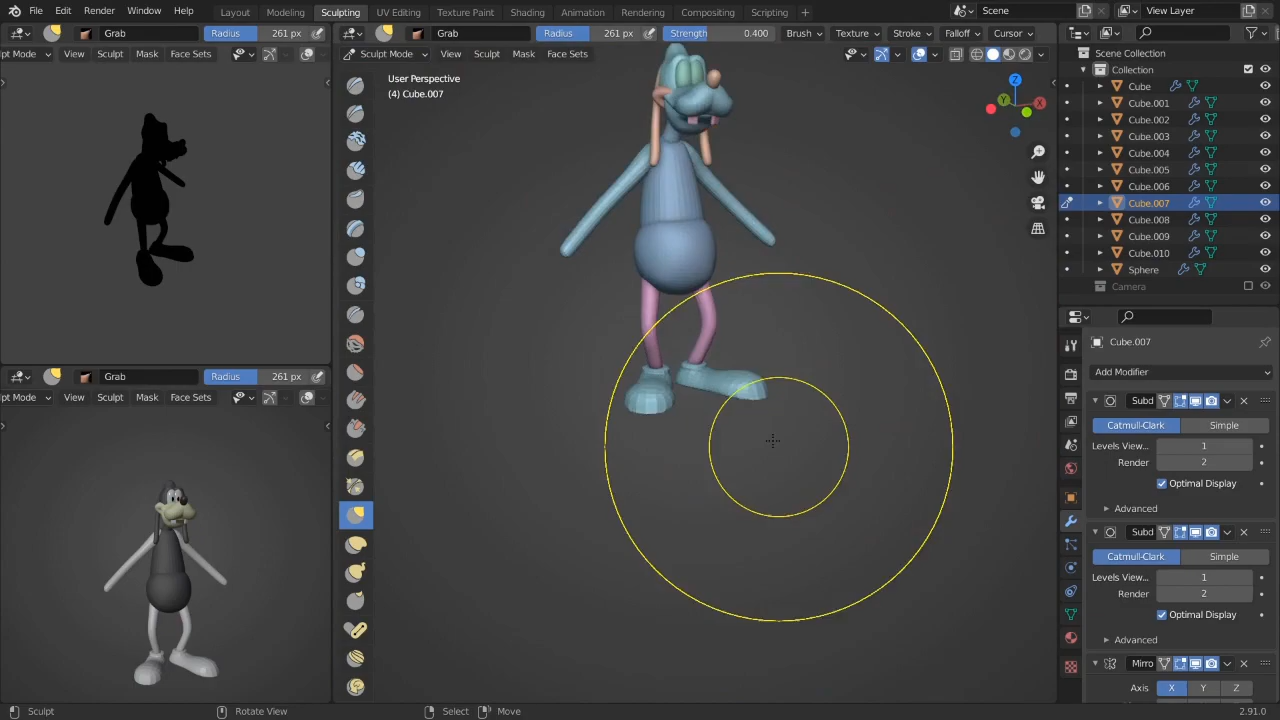 File Edit Render Window Help Layout Modeling Sculpting UV Editing Texture Paint Shading Animation Rendering Compositing Scripting + Scene View Layer
pt Mode Grab Radius 261 px
Grab Radius 261 px Strength 0.400 Brush Texture Stroke Falloff Cursor
Sculpt Mode View Sculpt Mask Face Sets
View Sculpt Mask Face Sets
User Perspective
(4) Cube.007
Z
Y
X
Scene Collection
Collection
Cube
Cube.001
Cube.002
Cube.003
Cube.004
Cube.005
Cube.006
Cube.007
Cube.008
Cube.009
Cube.010
Sphere
Camera
Grab Radius 261 px
pt Mode View Sculpt Mask Face Sets
Cube.007
Add Modifier
Subd
Catmull-Clark Simple
Levels View... 1
Render 2
Optimal Display
Advanced
Subd
Catmull-Clark Simple
Levels View... 1
Render 2
Optimal Display
Advanced
Mirro
Axis X Y Z
Sculpt Rotate View Select Move 2.91.0